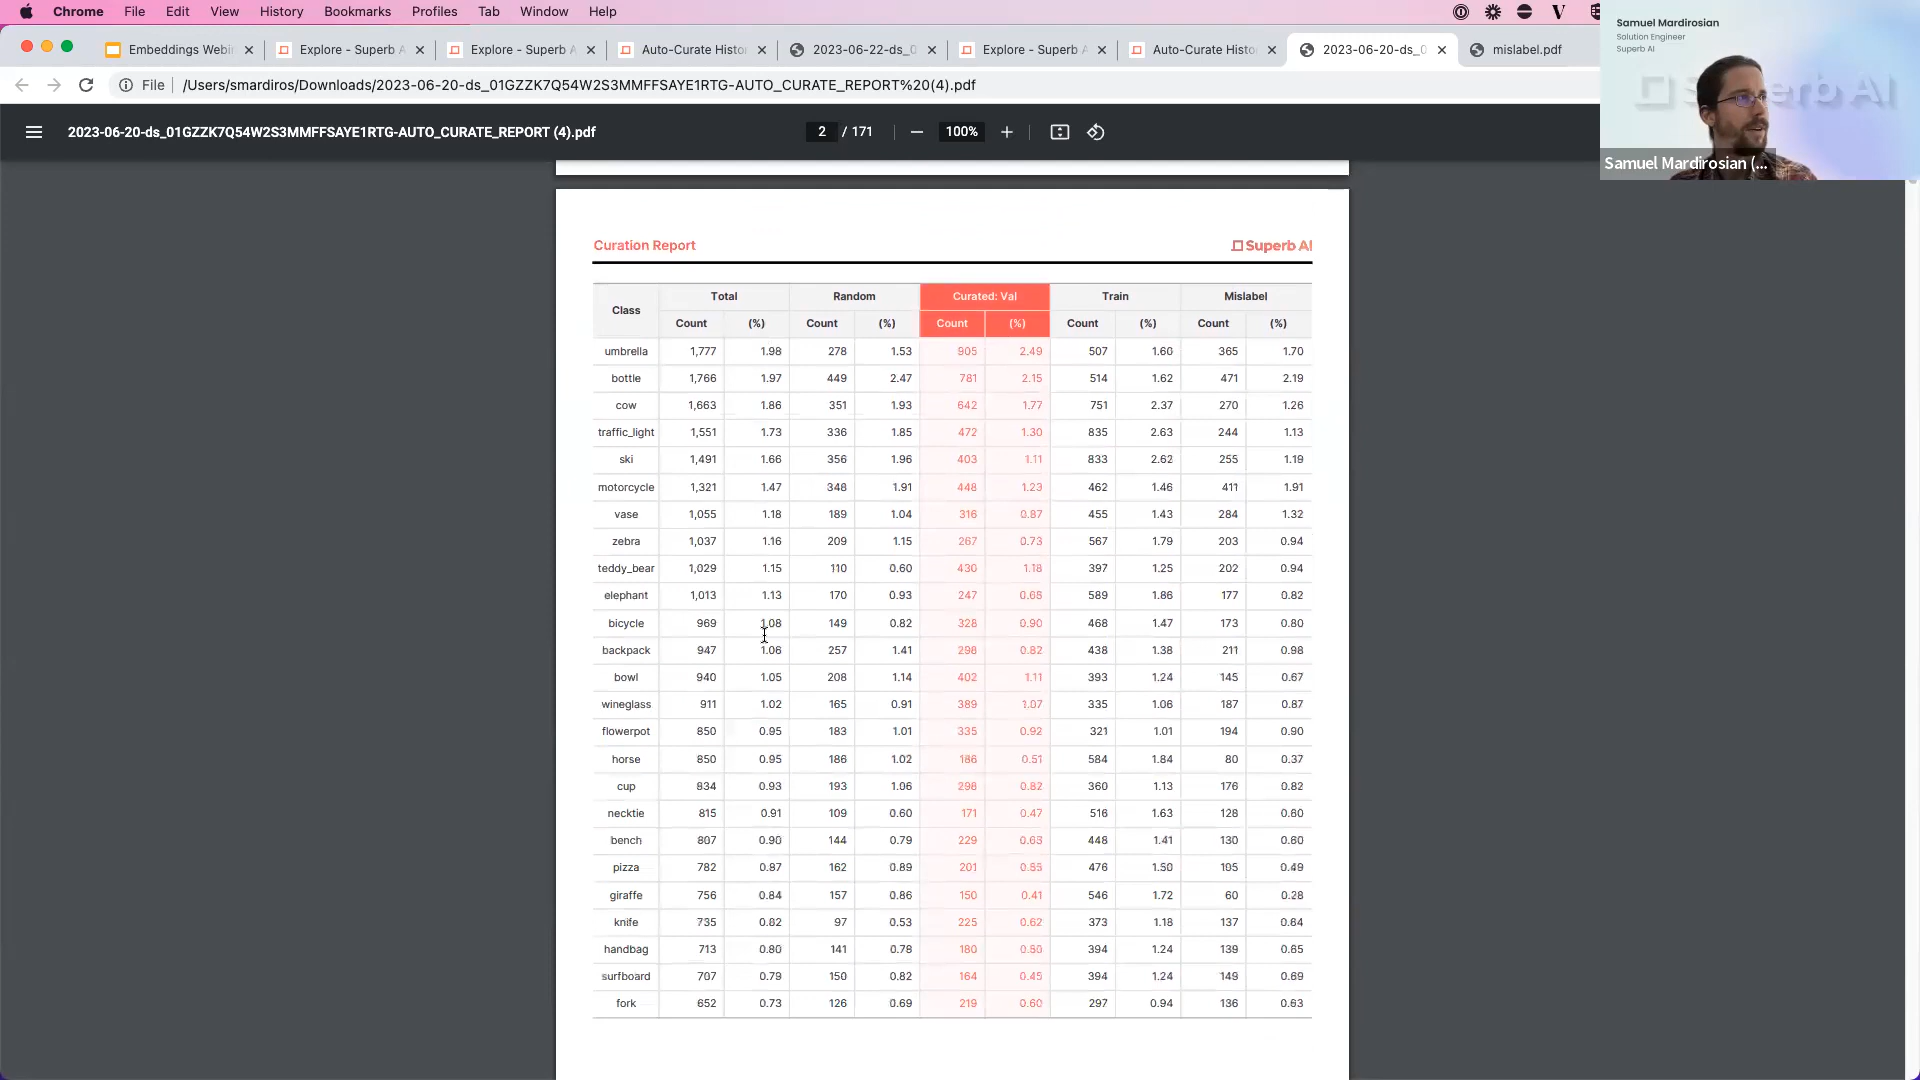 Chrome File Edit View History Bookmarks Profiles Tab Window Help
Embeddings Webi Explore - Superb A Explore - Superb A Auto-Curate Histo 2023-06-22-ds_0 Explore - Superb A Auto-Curate Histo 2023-06-20-ds_0 mislabel.pdf
File /Users/smardiros/Downloads/2023-06-20-ds_01GZZK7Q54W2S3MMFFSAYE1RTG-AUTO_CURATE_REPORT%20(4).pdf
2023-06-20-ds_01GZZK7Q54W2S3MMFFSAYE1RTG-AUTO_CURATE_REPORT (4).pdf 2 / 171 100%
Samuel Mardirosian
Solution Engineer
Superb AI
Samuel Mardirosian (...
Curation Report Superb AI
Class Total Random Curated: Val Train Mislabel
Count (%) Count (%) Count (%) Count (%) Count (%)
umbrella 1,777 1.98 278 1.53 905 2.49 507 1.60 365 1.70
bottle 1,766 1.97 449 2.47 781 2.15 514 1.62 471 2.19
cow 1,663 1.86 351 1.93 642 1.77 751 2.37 270 1.26
traffic_light 1,551 1.73 336 1.85 472 1.30 835 2.63 244 1.13
ski 1,491 1.66 356 1.96 403 1.11 833 2.62 255 1.19
motorcycle 1,321 1.47 348 1.91 448 1.23 462 1.46 411 1.91
vase 1,055 1.18 189 1.04 316 0.87 455 1.43 284 1.32
zebra 1,037 1.16 209 1.15 267 0.73 567 1.79 203 0.94
teddy_bear 1,029 1.15 110 0.60 430 1.18 397 1.25 202 0.94
elephant 1,013 1.13 170 0.93 247 0.68 589 1.86 177 0.82
bicycle 969 1.08 149 0.82 328 0.90 468 1.47 173 0.80
backpack 947 1.06 257 1.41 298 0.82 438 1.38 211 0.98
bowl 940 1.05 208 1.14 402 1.11 393 1.24 145 0.67
wineglass 911 1.02 165 0.91 389 1.07 335 1.06 187 0.87
flowerpot 850 0.95 183 1.01 335 0.92 321 1.01 194 0.90
horse 850 0.95 186 1.02 186 0.51 584 1.84 80 0.37
cup 834 0.93 193 1.06 298 0.82 360 1.13 176 0.82
necktie 815 0.91 109 0.60 171 0.47 516 1.63 128 0.60
bench 807 0.90 144 0.79 229 0.63 448 1.41 130 0.60
pizza 782 0.87 162 0.89 201 0.55 476 1.50 105 0.49
giraffe 756 0.84 157 0.86 150 0.41 546 1.72 60 0.28
knife 735 0.82 97 0.53 225 0.62 373 1.18 137 0.64
handbag 713 0.80 141 0.78 180 0.50 394 1.24 139 0.65
surfboard 707 0.79 150 0.82 164 0.45 394 1.24 149 0.69
fork 652 0.73 126 0.69 219 0.60 297 0.94 136 0.63